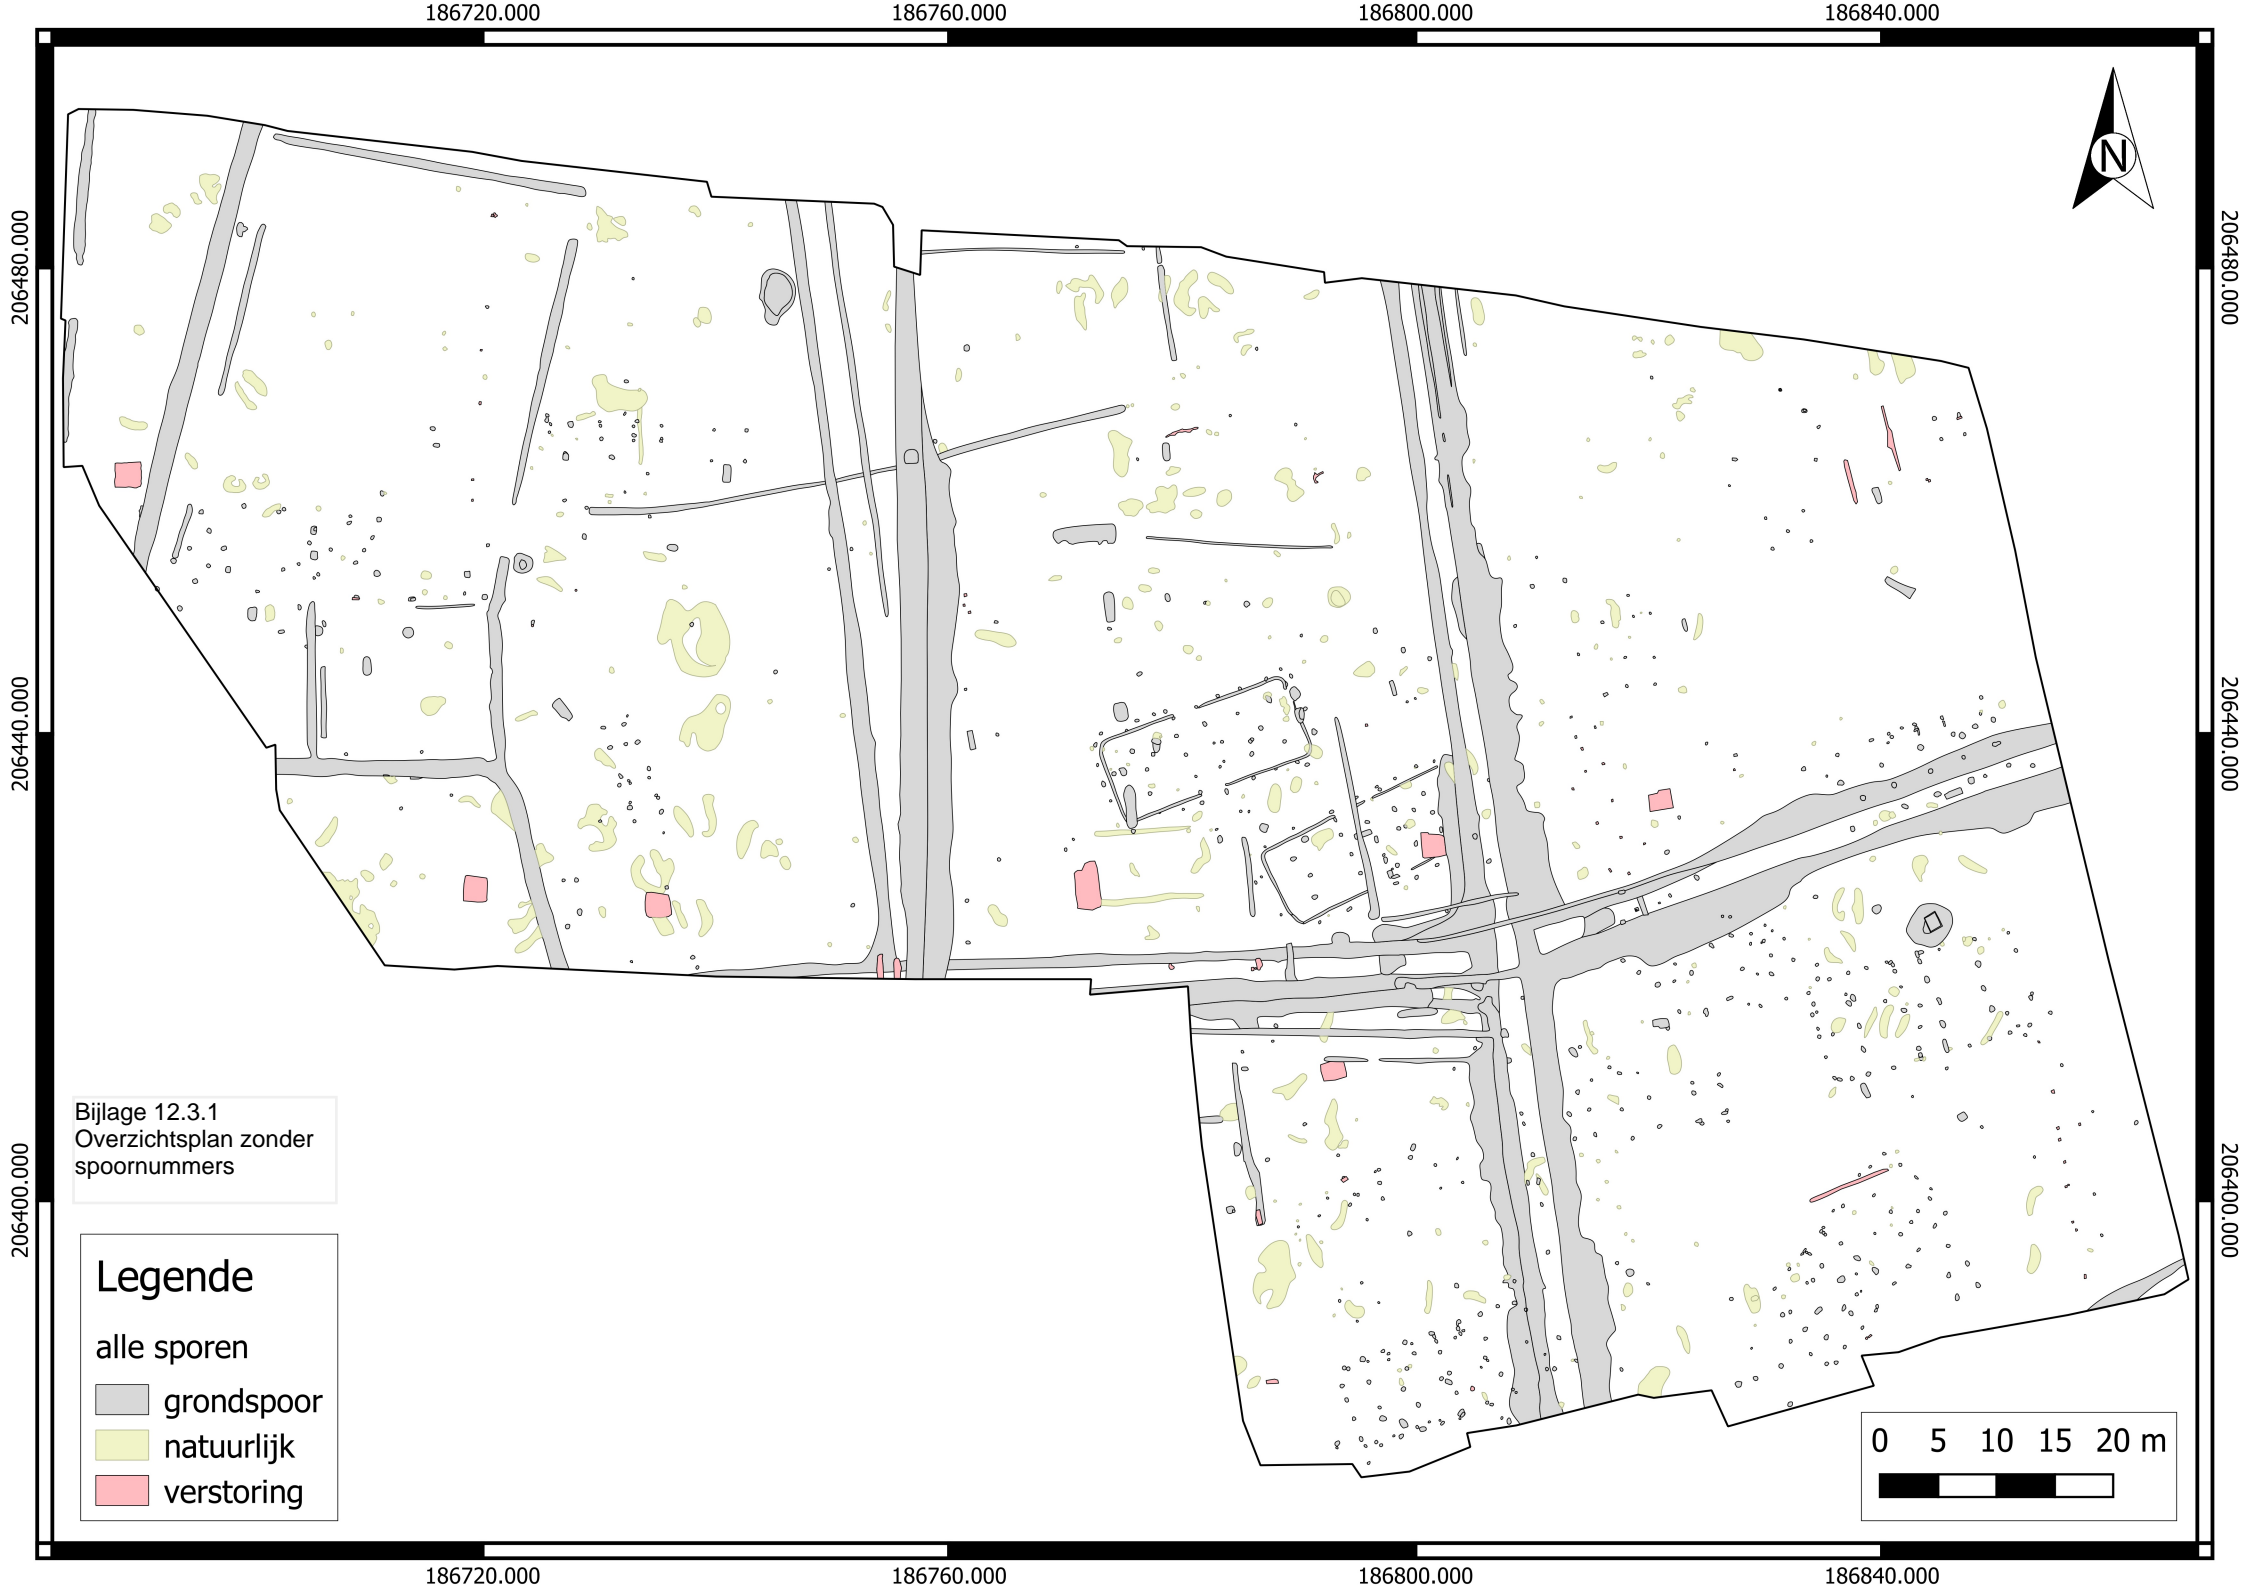 186720.000 186760.000 186800.000 186840.000
206480.000
206440.000
206400.000
N
206480.000
206440.000
206400.000
Bijlage 12.3.1
Overzichtsplan zonder
spoornummers
Legende
alle sporen
grondspoor
natuurlijk
verstoring
0 5 10 15 20 m
186720.000 186760.000 186800.000 186840.000